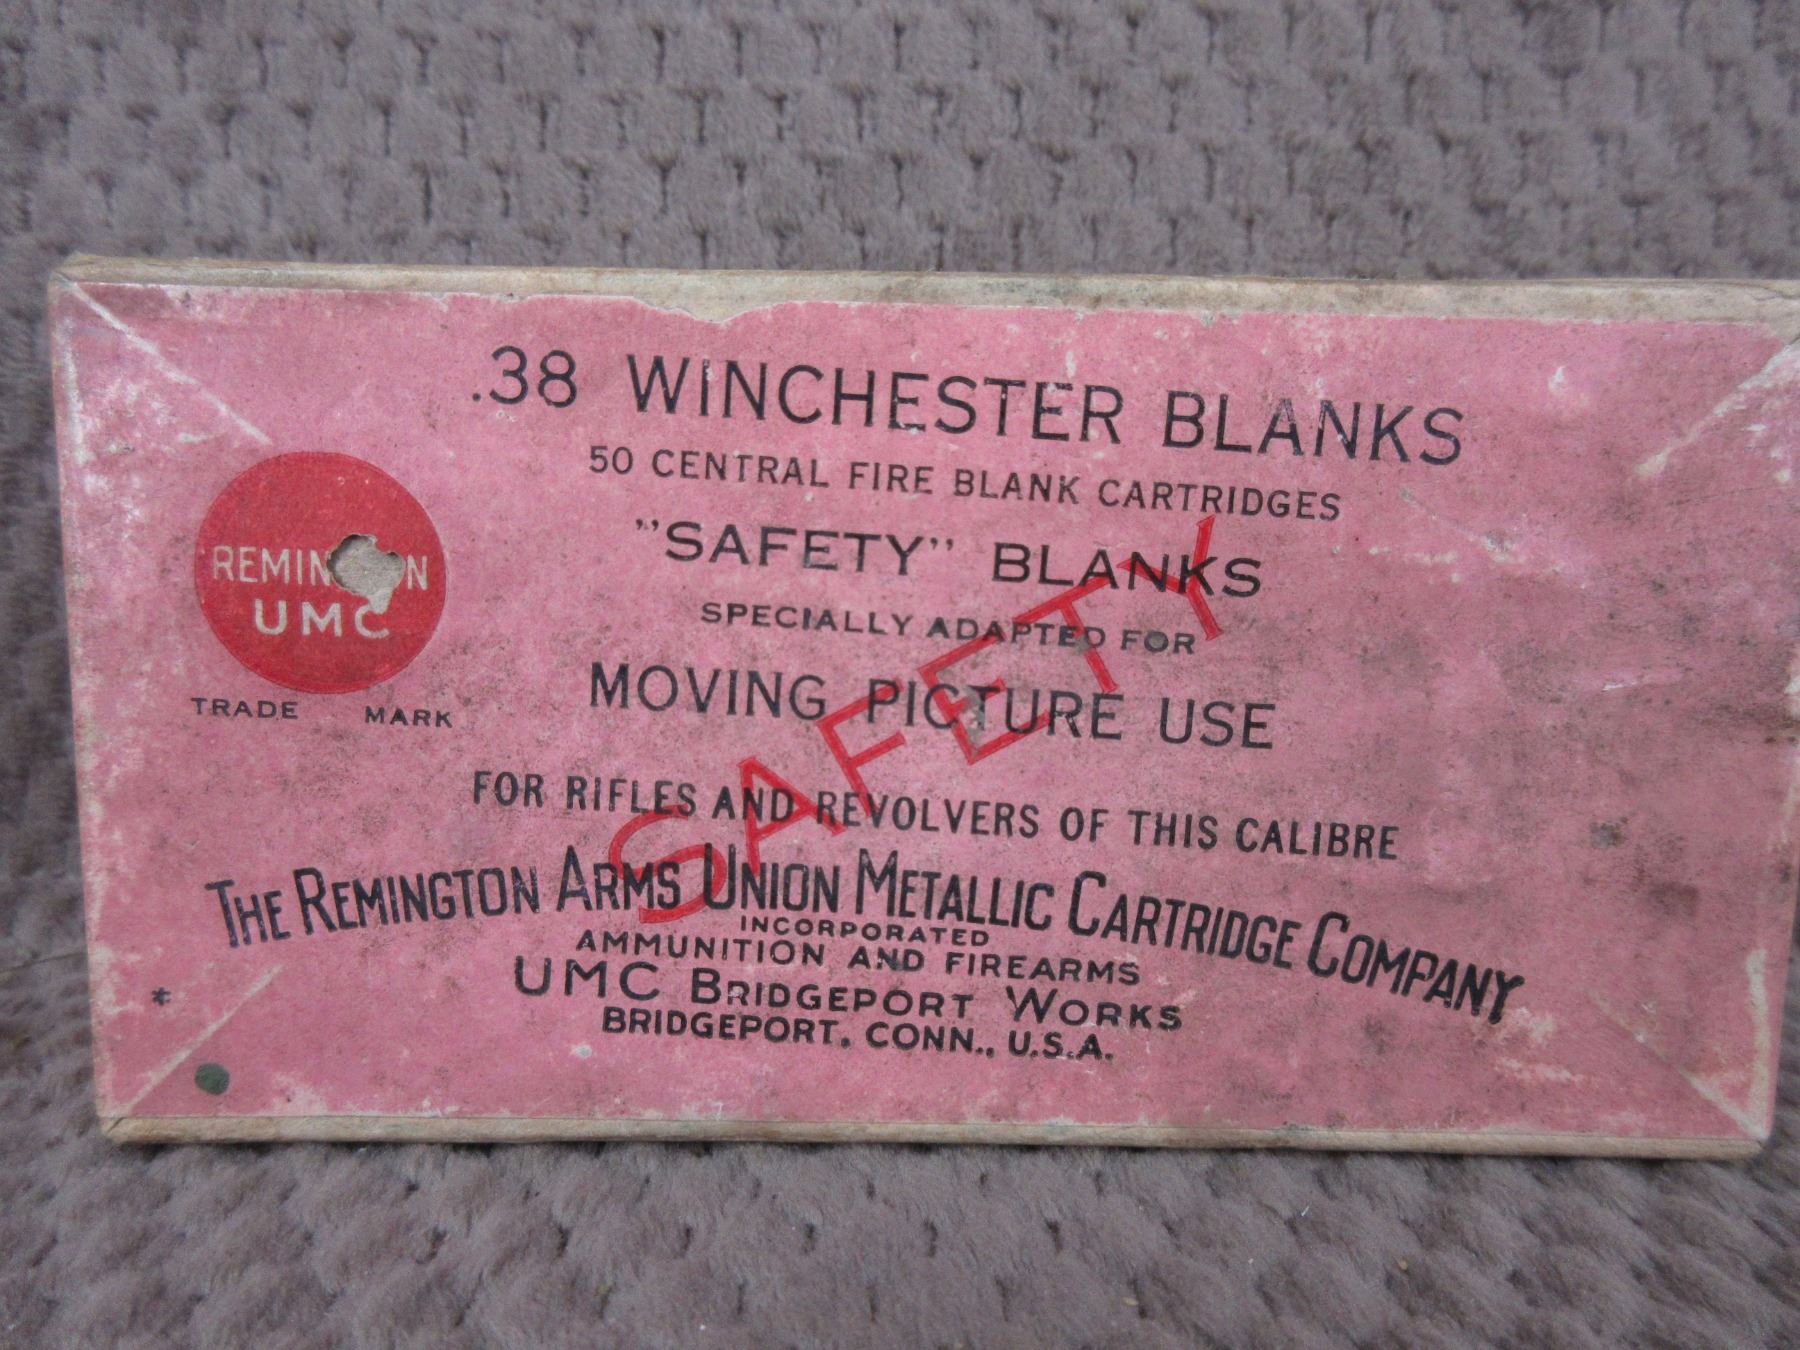 .38 WINCHESTER BLANKS
50 CENTRAL FIRE BLANK CARTRIDGES
"SAFETY" BLANKS
SPECIALLY ADAPTED FOR
MOVING PICTURE USE
FOR RIFLES AND REVOLVERS OF THIS CALIBRE
SAFETY
REMIN N
UMC
TRADE MARK
THE REMINGTON ARMS UNION METALLIC CARTRIDGE COMPANY
INCORPORATED
AMMUNITION AND FIREARMS
UMC BRIDGEPORT WORKS
BRIDGEPORT, CONN., U.S.A.
*